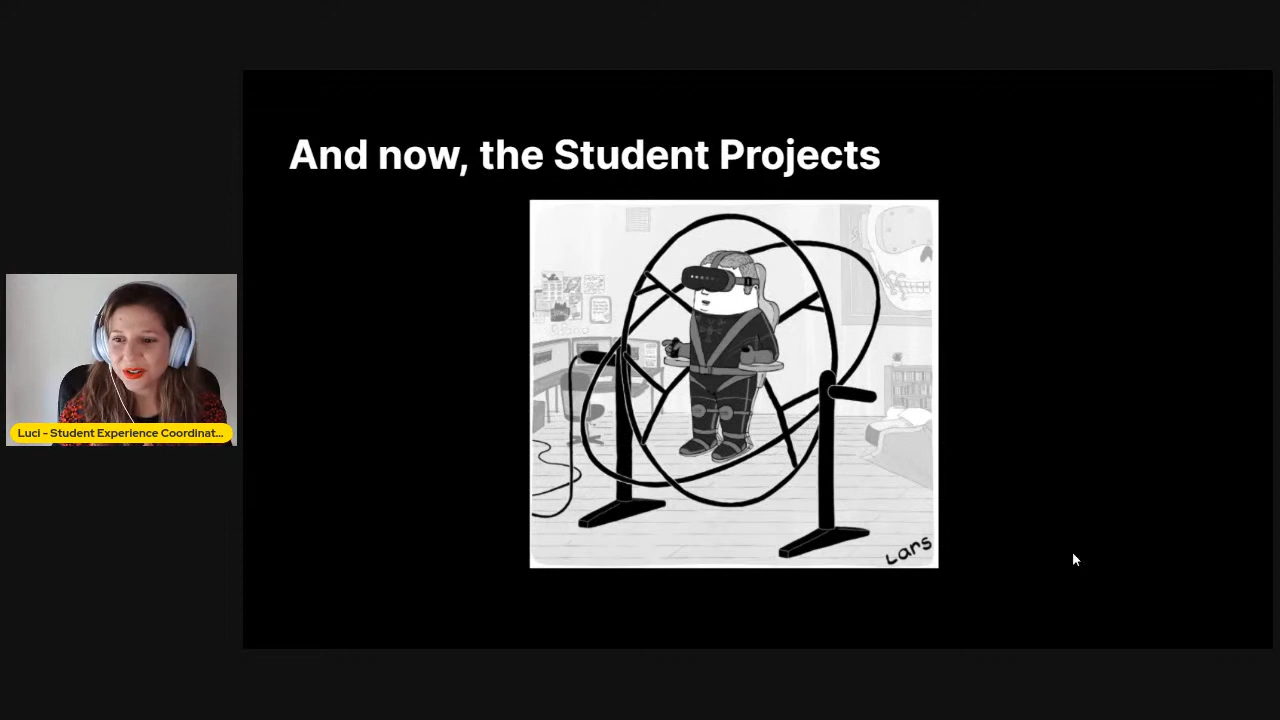 And now, the Student Projects
Lars
Luci - Student Experience Coordinat...